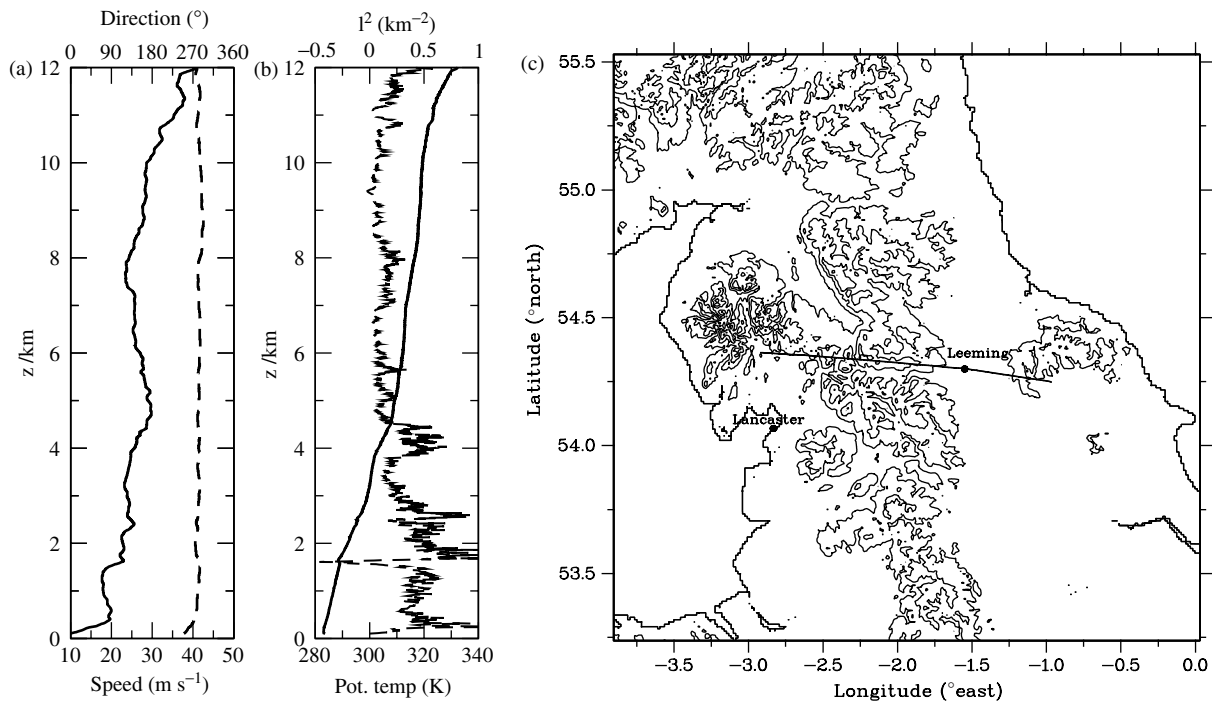 Direction (°)
0 90 180 270 360
(a)
12
10
8
6
4
2
0
z /km
10 20 30 40 50
Speed (m s−1)
l2 (km−2)
−0.5 0 0.5 1
(b)
12
10
8
6
4
2
0
z /km
280 300 320 340
Pot. temp (K)
(c)
55.5
55.0
54.5
54.0
53.5
Latitude (°north)
Leeming
Lancaster
−3.5 −3.0 −2.5 −2.0 −1.5 −1.0 −0.5 0.0
Longitude (°east)